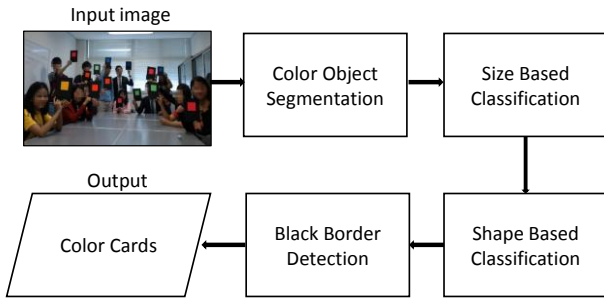 Input image
Color Object
Segmentation
Size Based
Classification
Shape Based
Classification
Black Border
Detection
Output
Color Cards